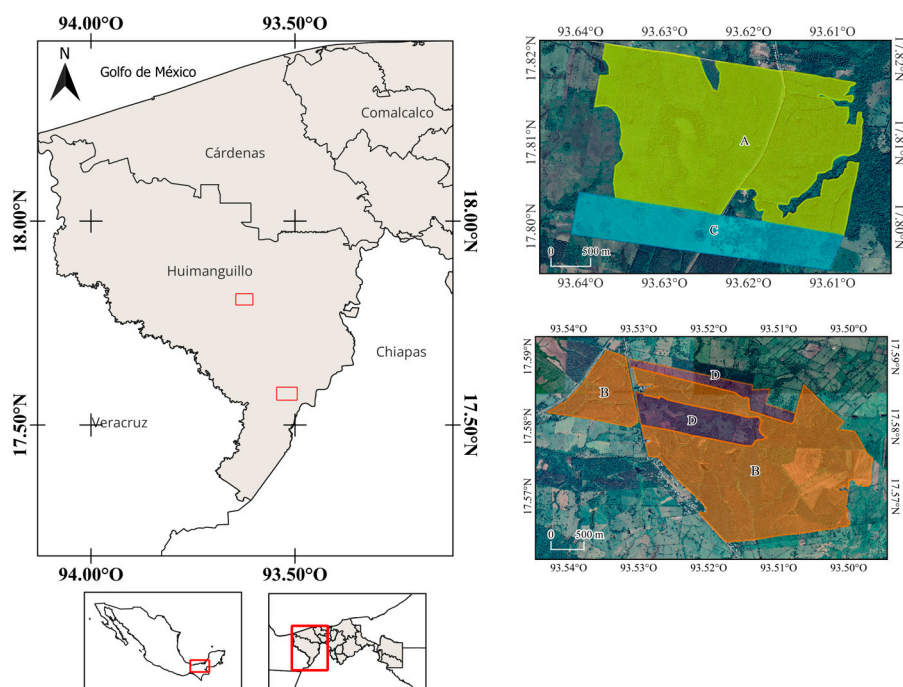 94.00°O 93.50°O
N
Golfo de México
Comalcalco
Cárdenas
18.00°N 18.00°N
Huimanguillo
Chiapas
Veracruz
17.50°N 17.50°N
94.00°O 93.50°O
93.64°O 93.63°O 93.62°O 93.61°O
17.82°N 17.82°N
17.81°N 17.81°N
A
17.80°N 17.80°N
C
0 500 m
93.64°O 93.63°O 93.62°O 93.61°O
93.54°O 93.53°O 93.52°O 93.51°O 93.50°O
17.59°N 17.59°N
D
B
D
17.58°N 17.58°N
B
17.57°N 17.57°N
0 500 m
93.54°O 93.53°O 93.52°O 93.51°O 93.50°O